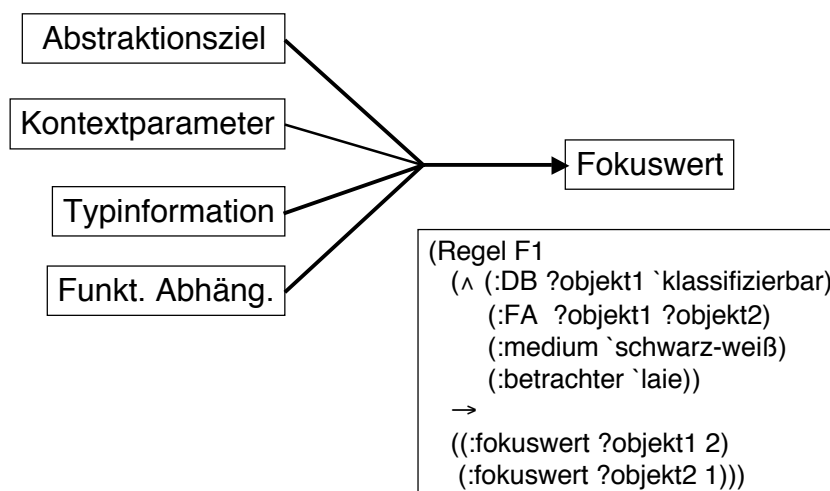 Abstraktionsziel
Kontextparameter
Typinformation
Funkt. Abhäng.
Fokuswert
(Regel F1
(∧ (:DB ?objekt1 `klassifizierbar)
(:FA ?objekt1 ?objekt2)
(:medium `schwarz-weiß)
(:betrachter `laie))
→
((:fokuswert ?objekt1 2)
(:fokuswert ?objekt2 1)))